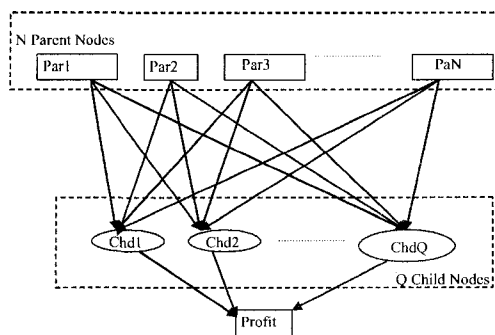 N Parent Nodes
Par1
Par2
Par3
PaN
Chd1
Chd2
ChdQ
Q Child Nodes
Profit